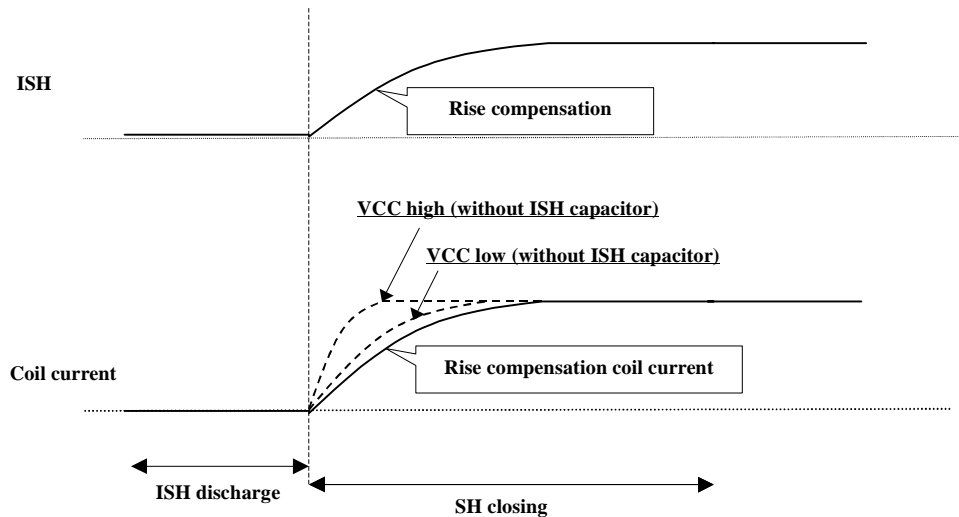 ISH
Rise compensation
VCC high (without ISH capacitor)
VCC low (without ISH capacitor)
Rise compensation coil current
Coil current
ISH discharge
SH closing